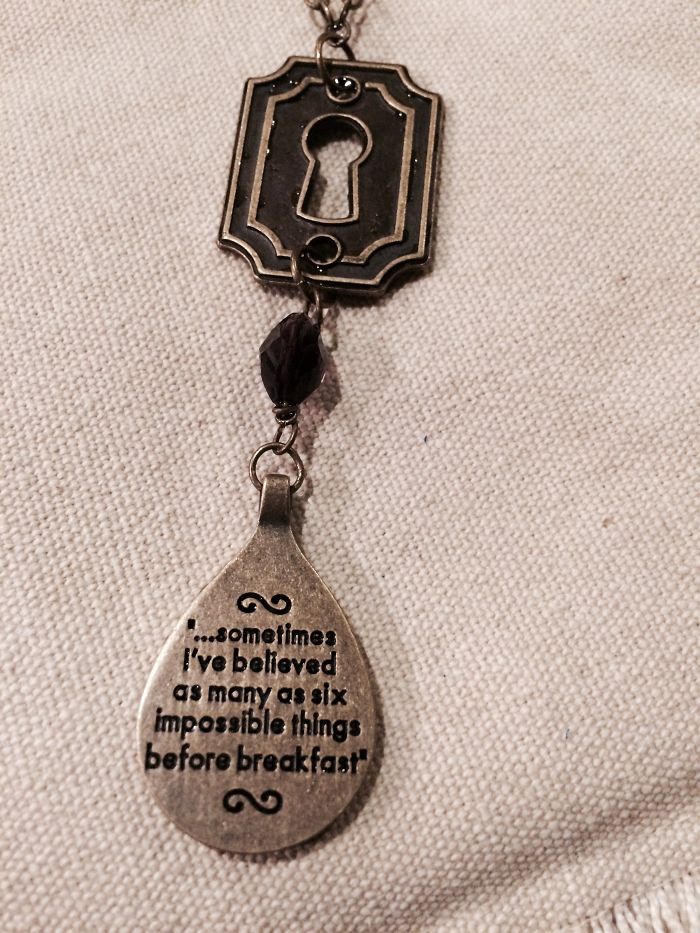 "...sometimes
I've believed
as many as six
impossible things
before breakfast"